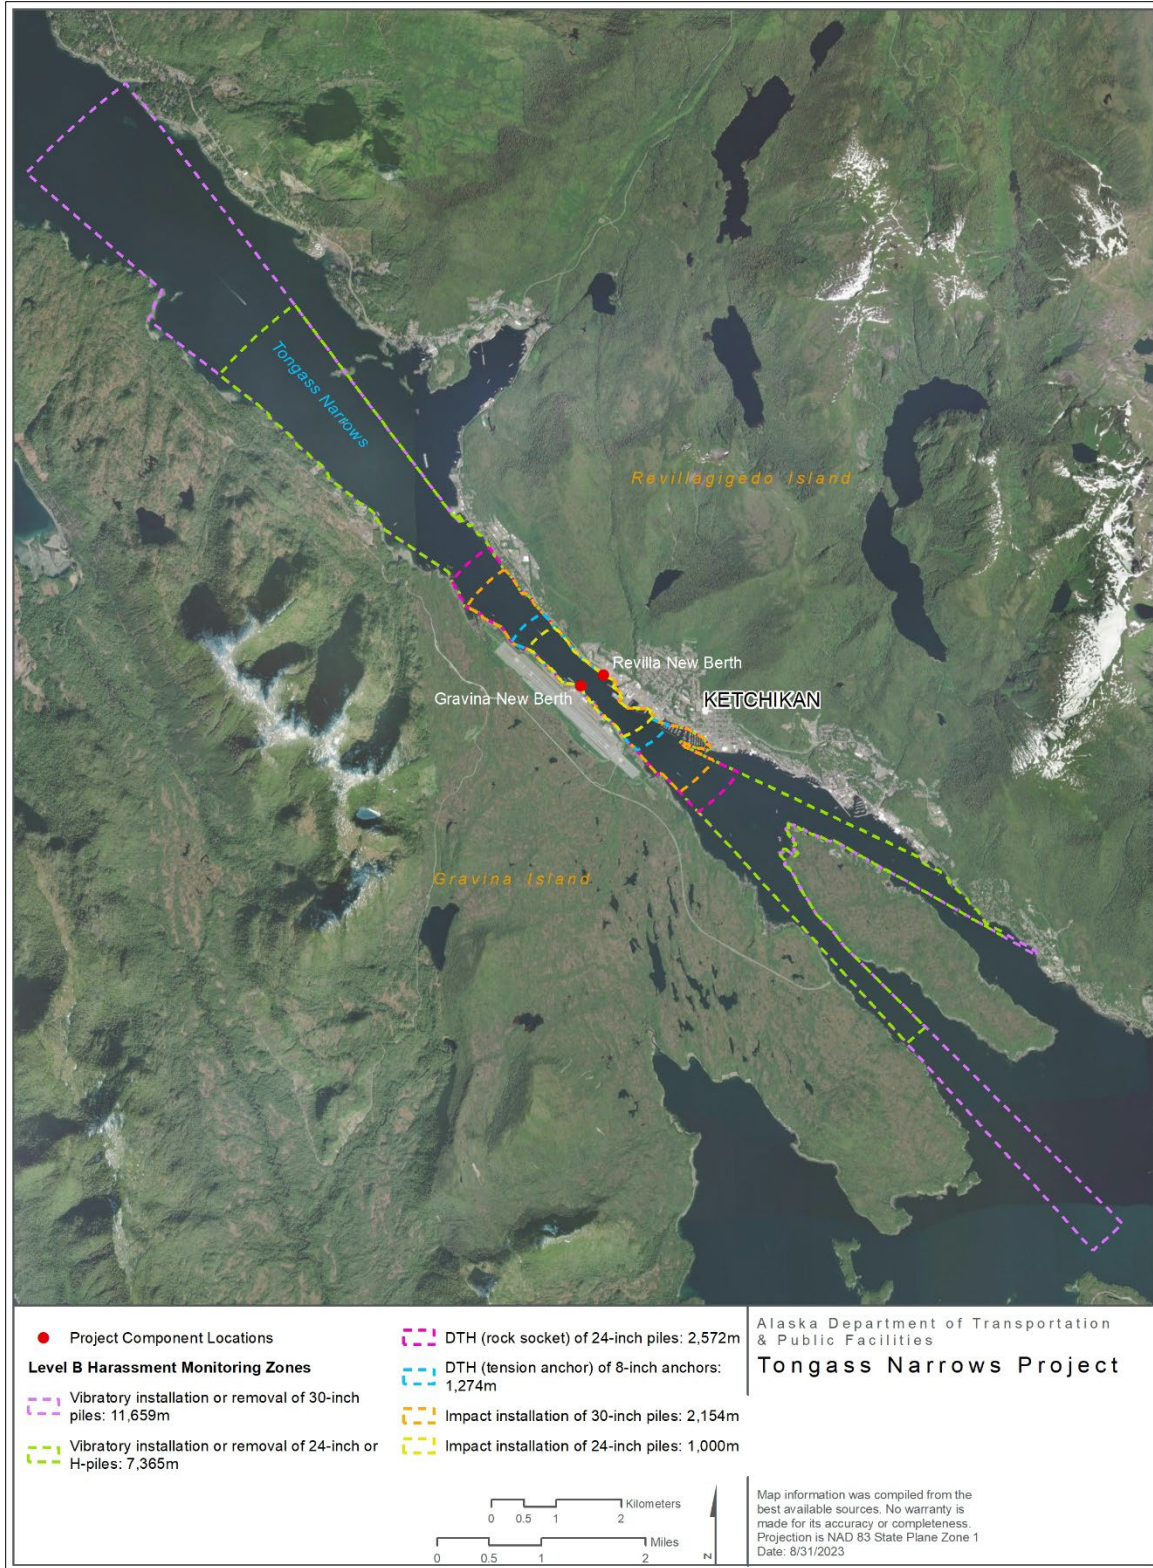 Tongass Narrows
Revillagigedo Island
Revilla New Berth
Gravina New Berth
KETCHIKAN
Gravina Island
Project Component Locations
Level B Harassment Monitoring Zones
Vibratory installation or removal of 30-inch
piles: 11,659m
Vibratory installation or removal of 24-inch or
H-piles: 7,365m
DTH (rock socket) of 24-inch piles: 2,572m
DTH (tension anchor) of 8-inch anchors:
1,274m
Impact installation of 30-inch piles: 2,154m
Impact installation of 24-inch piles: 1,000m
Kilometers
0 0.5 1 2
Miles
0 0.5 1 2
N
Alaska Department of Transportation
& Public Facilities
Tongass Narrows Project
Map information was compiled from the
best available sources. No warranty is
made for its accuracy or completeness.
Projection is NAD 83 State Plane Zone 1
Date: 8/31/2023